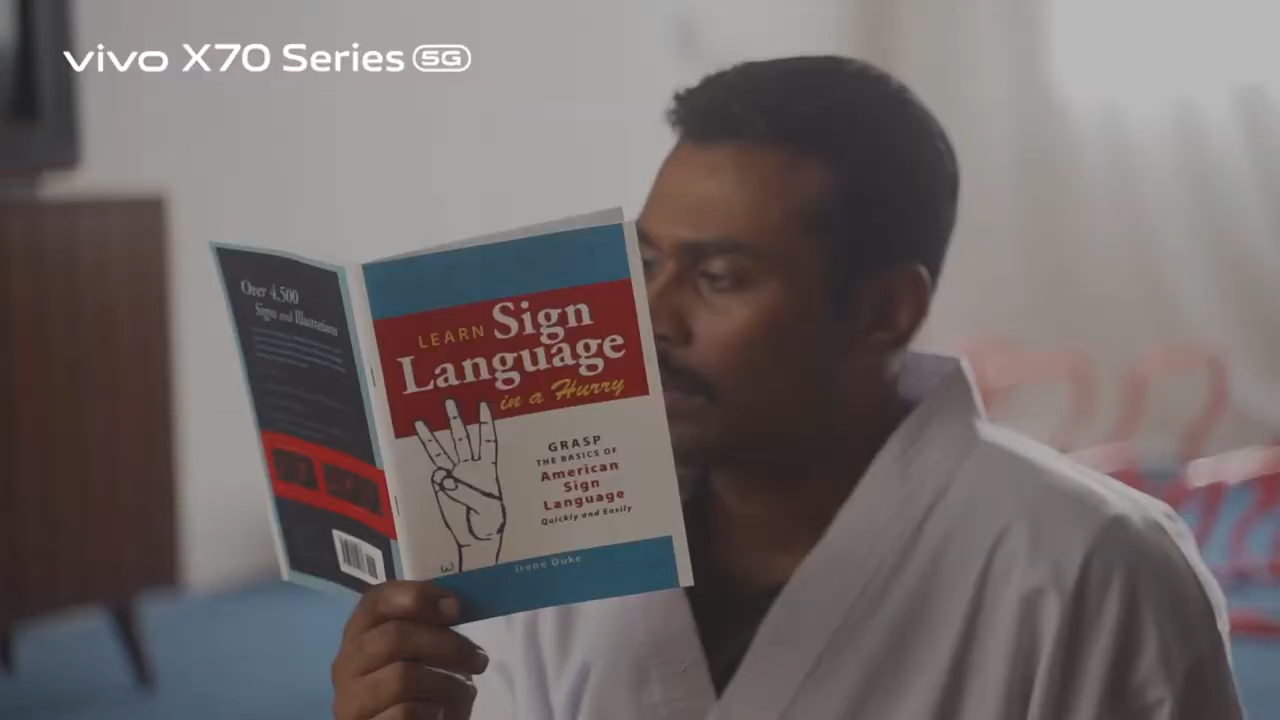 vivo X70 Series 5G
Over 4,500
Signs and Illustrations
LEARN Sign
Language
in a Hurry
GRASP
THE BASICS OF
American
Sign
Language
Quickly and Easily
Irene Duke